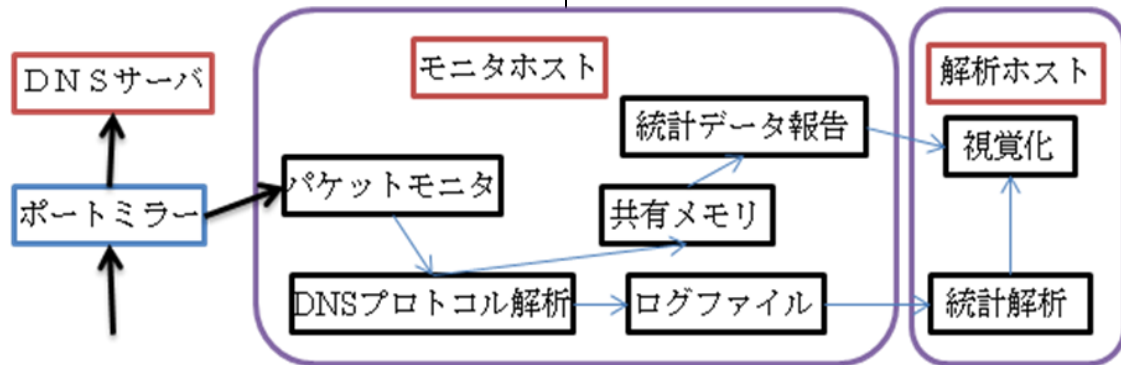 モニタホスト
解析ホスト
ＤＮＳサーバ
統計データ報告
視覚化
パケットモニタ
ポートミラー
共有メモリ
DNSプロトコル解析
ログファイル
統計解析